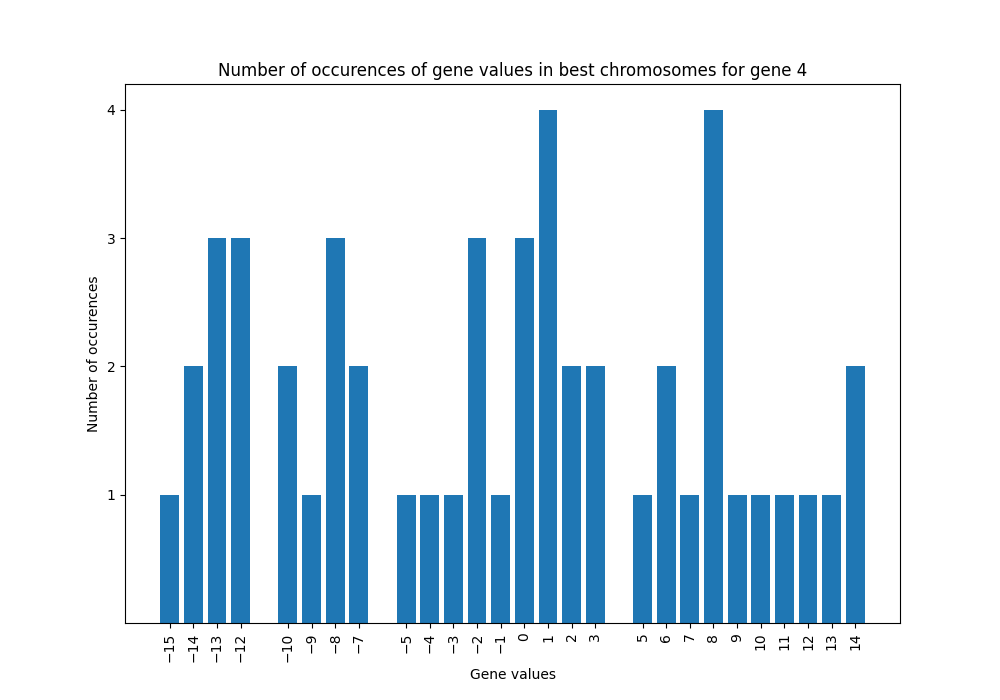 Number of occurences of gene values in best chromosomes for gene 4
Number of occurences
4
3
2
1
−15 −14 −13 −12 −10 −9 −8 −7 −5 −4 −3 −2 −1 0 1 2 3 5 6 7 8 9 10 11 12 13 14
Gene values